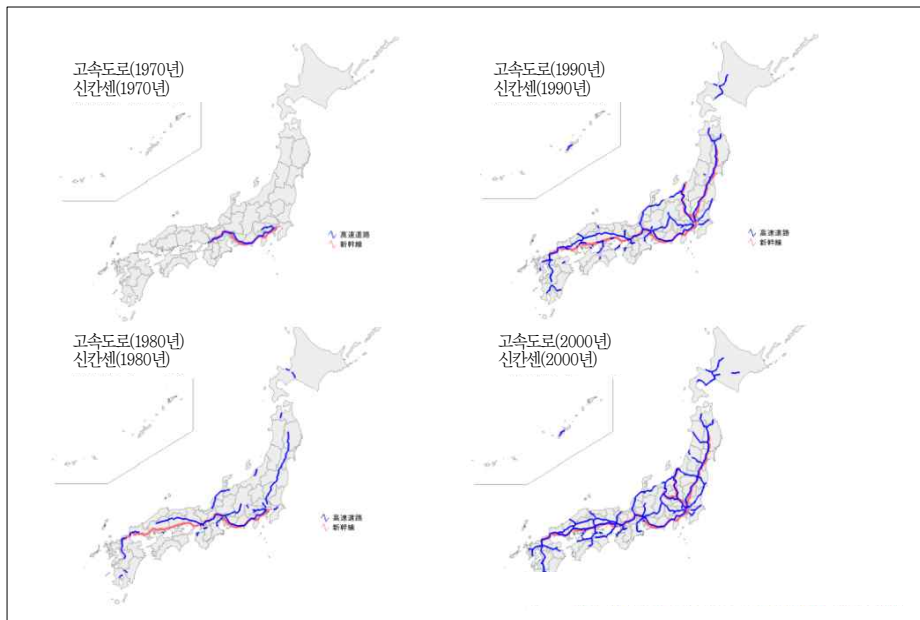 고속도로(1970년)
신칸센(1970년)
高速道路
新幹線
고속도로(1990년)
신칸센(1990년)
高速道路
新幹線
고속도로(1980년)
신칸센(1980년)
高速道路
新幹線
고속도로(2000년)
신칸센(2000년)
高速道路
新幹線